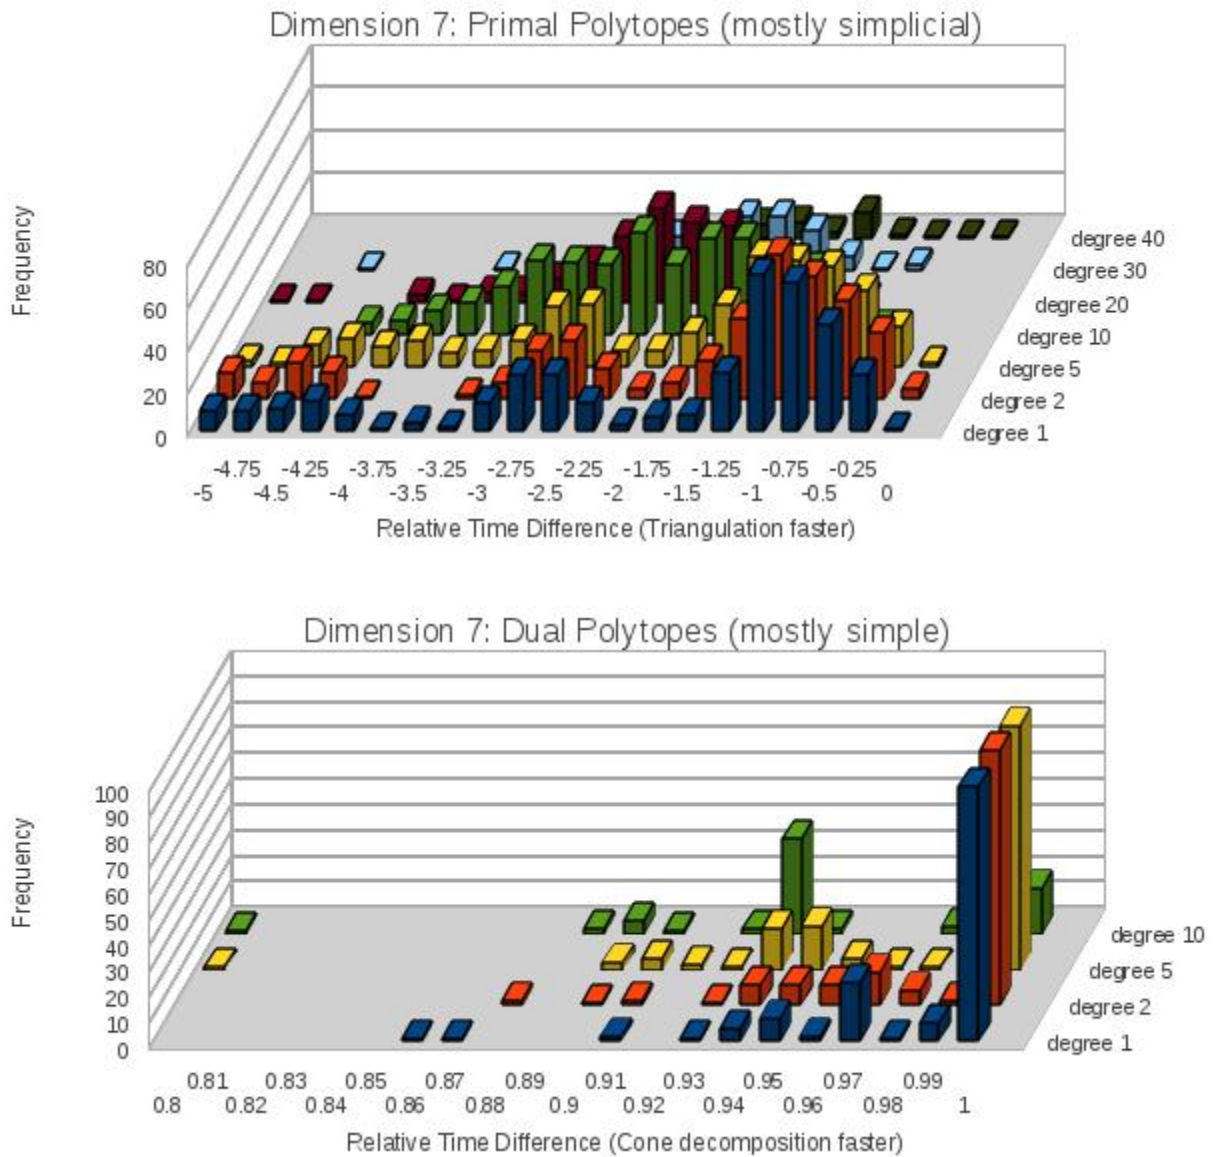 Dimension 7: Primal Polytopes (mostly simplicial)
Frequency
80
60
40
20
0
degree 40
degree 30
degree 20
degree 10
degree 5
degree 2
degree 1
-4.75 -4.25 -3.75 -3.25 -2.75 -2.25 -1.75 -1.25 -0.75 -0.25
-5 -4.5 -4 -3.5 -3 -2.5 -2 -1.5 -1 -0.5 0
Relative Time Difference (Triangulation faster)
Dimension 7: Dual Polytopes (mostly simple)
Frequency
100
90
80
70
60
50
40
30
20
10
0
degree 10
degree 5
degree 2
degree 1
0.81 0.83 0.85 0.87 0.89 0.91 0.93 0.95 0.97 0.99
0.8 0.82 0.84 0.86 0.88 0.9 0.92 0.94 0.96 0.98 1
Relative Time Difference (Cone decomposition faster)